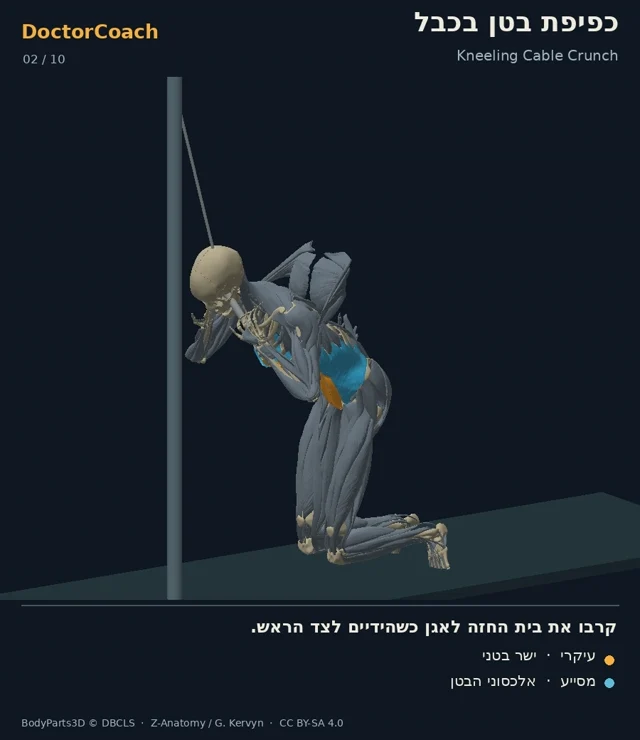 DoctorCoach
כפיפת בטן בכבל
02 / 10
Kneeling Cable Crunch
קרבו את בית החזה לאגן כשהידיים לצד הראש.
עיקרי · ישר בטני
מסייע · אלכסוני הבטן
BodyParts3D © DBCLS · Z-Anatomy / G. Kervyn · CC BY-SA 4.0